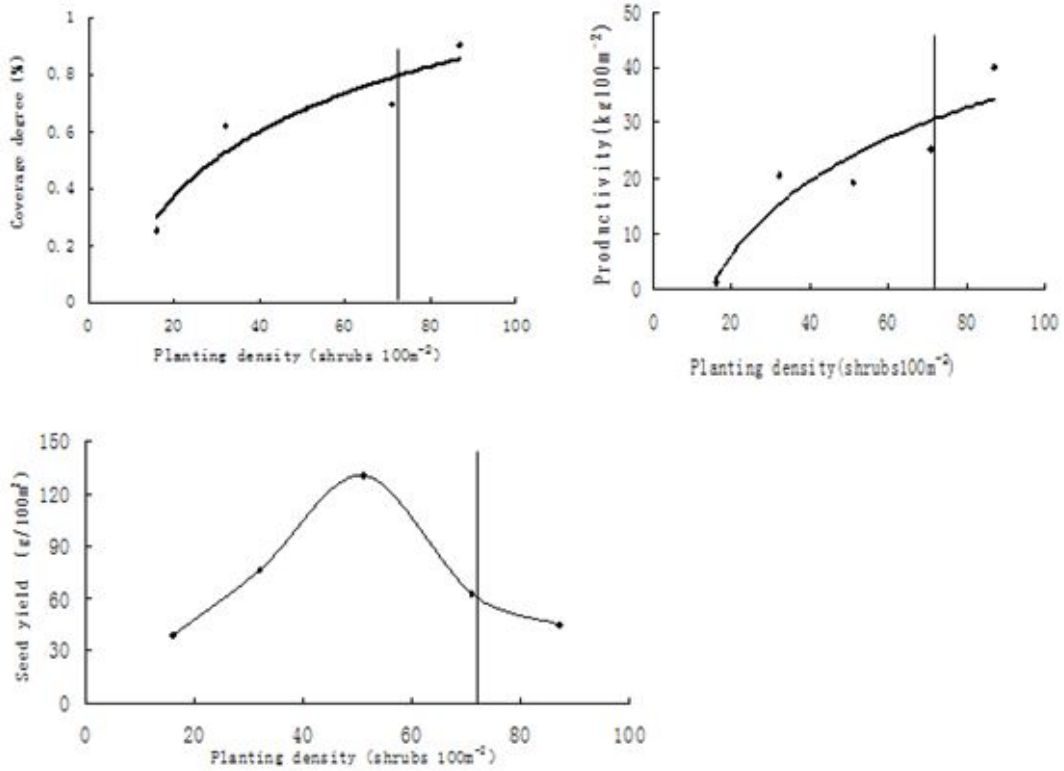 Coverage degree (%)
1
0.8
0.6
0.4
0.2
0
0 20 40 60 80 100
Planting density (shrubs 100m⁻²)
Productivity(kg100m⁻²)
50
40
30
20
10
0
0 20 40 60 80 100
Planting density(shrubs100m⁻²)
Seed yield (g/100m²)
150
120
90
60
30
0
0 20 40 60 80 100
Planting density (shrubs 100m⁻²)